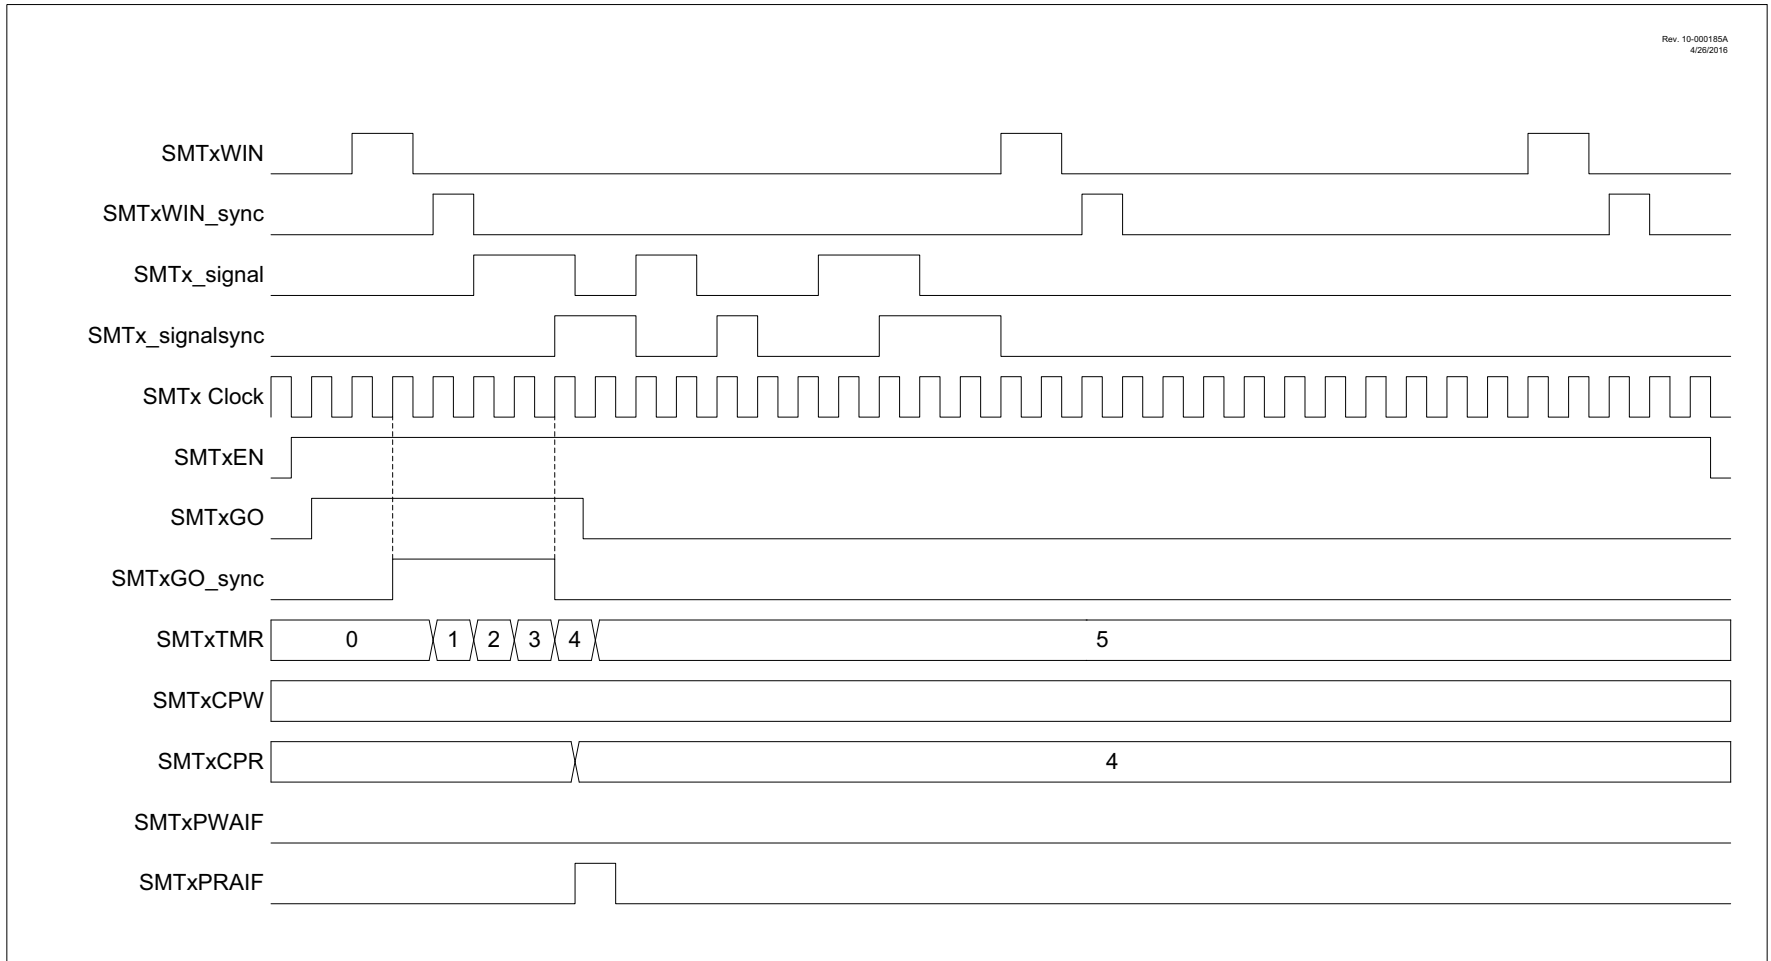 Rev. 10-000185A
4/26/2016
SMTxWIN
SMTxWIN_sync
SMTx_signal
SMTx_signalsync
SMTx Clock
SMTxEN
SMTxGO
SMTxGO_sync
SMTxTMR 0 1 2 3 4 5
SMTxCPW
SMTxCPR 4
SMTxPWAIF
SMTxPRAIF